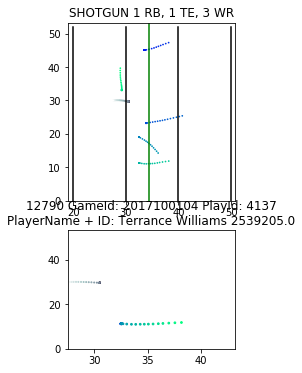 SHOTGUN 1 RB, 1 TE, 3 WR
50
40
30
20
10
0
20 30 40 50
12790 GameId: 2017100104 PlayId: 4137
PlayerName + ID: Terrance Williams 2539205.0
40
20
0
30 35 40